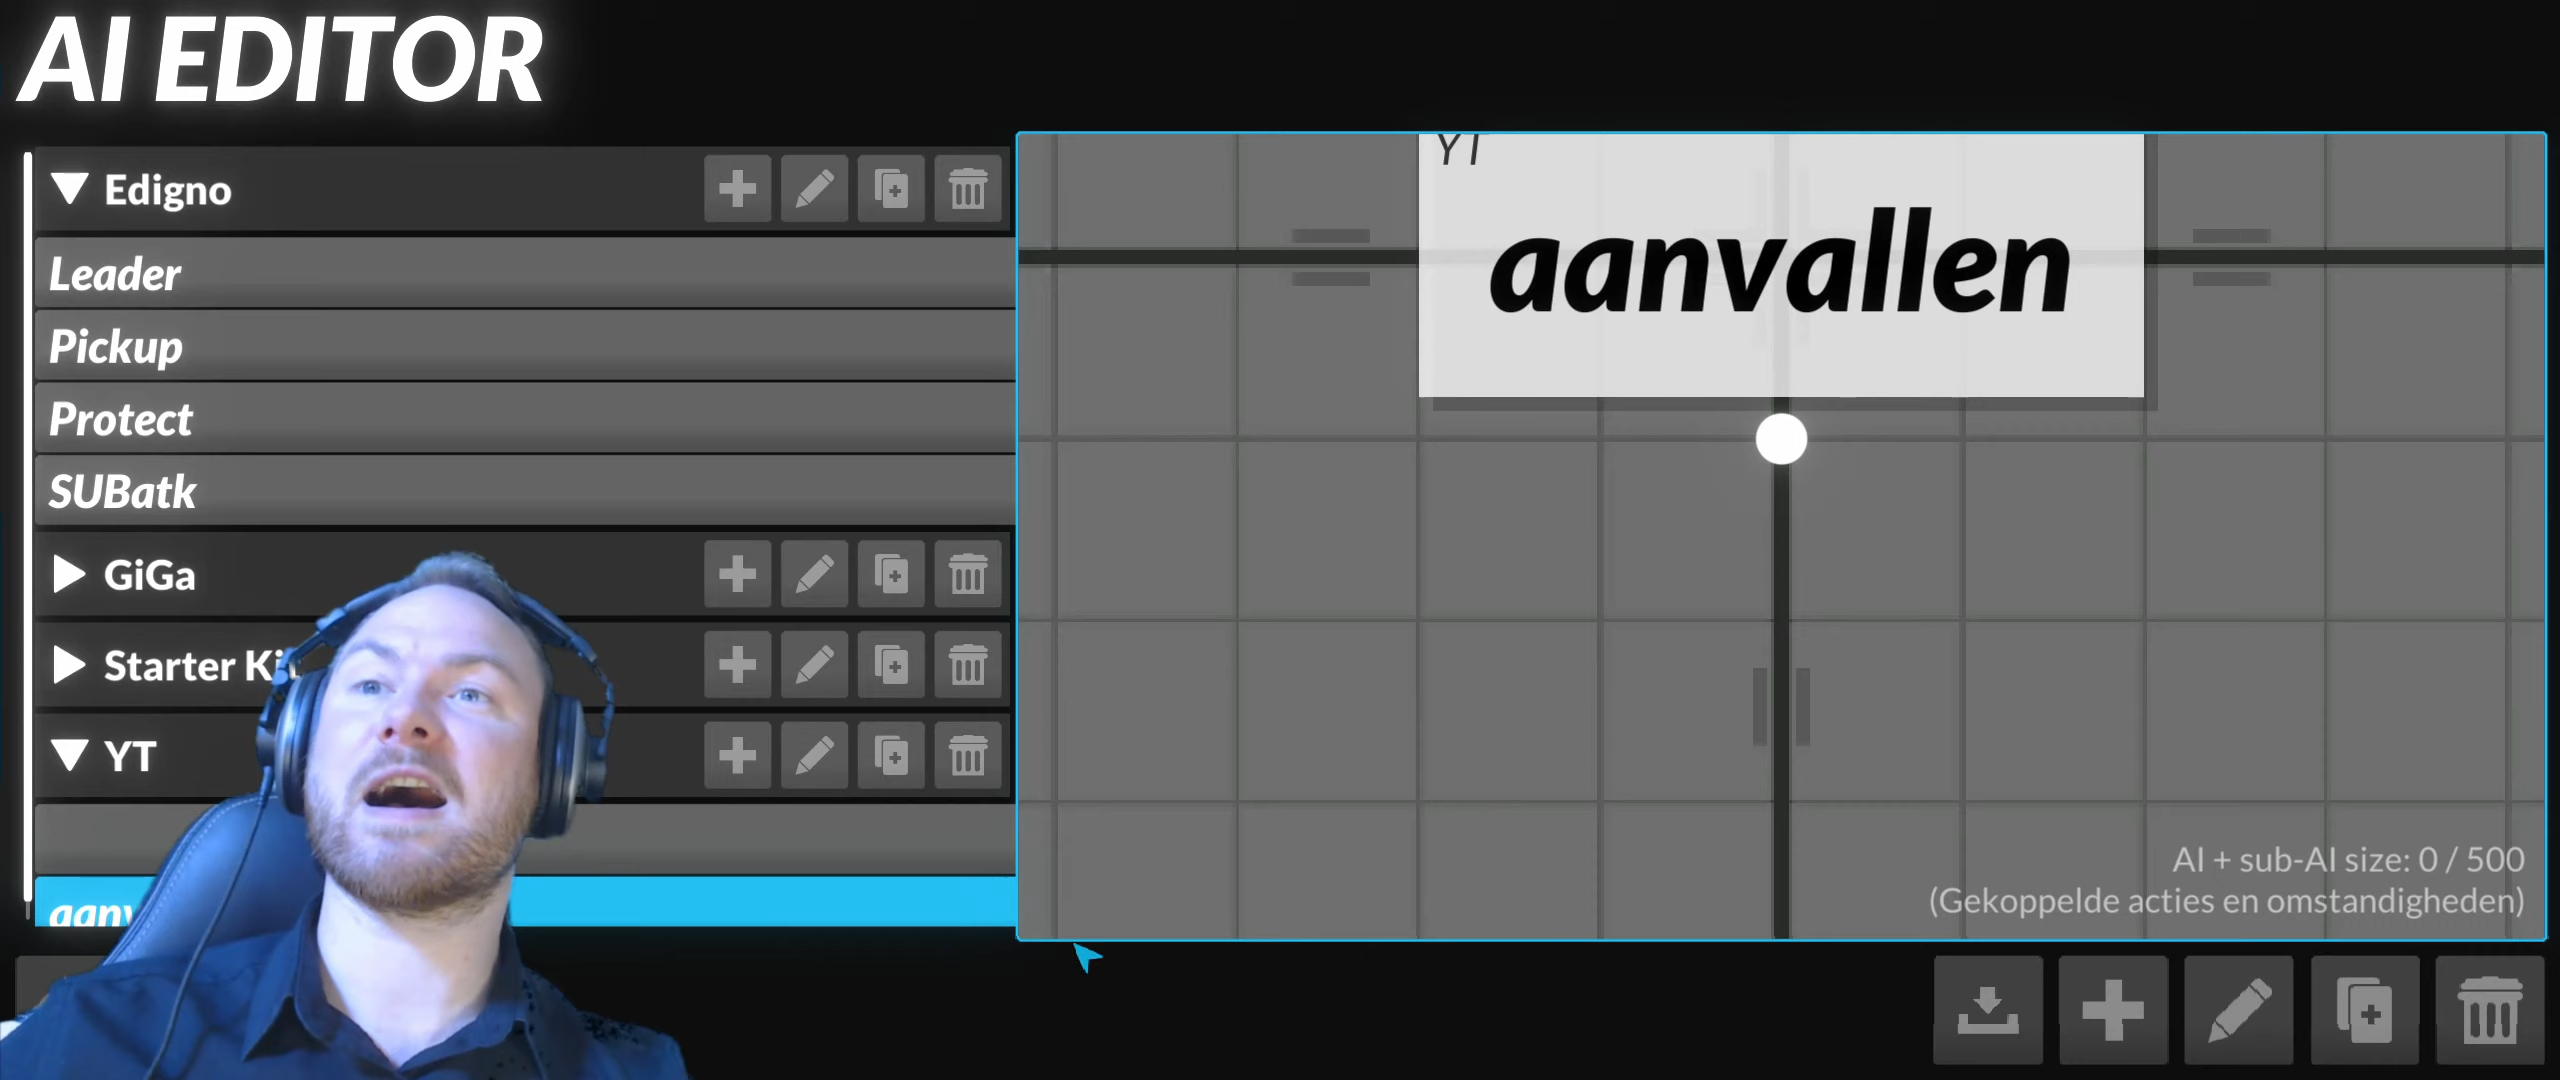 AI EDITOR
Edigno
Leader
Pickup
Protect
SUBatk
GiGa
Starter
YT
YT
aanvallen
AI + sub-AI size: 0 / 500
(Gekoppelde acties en omstandigheden)